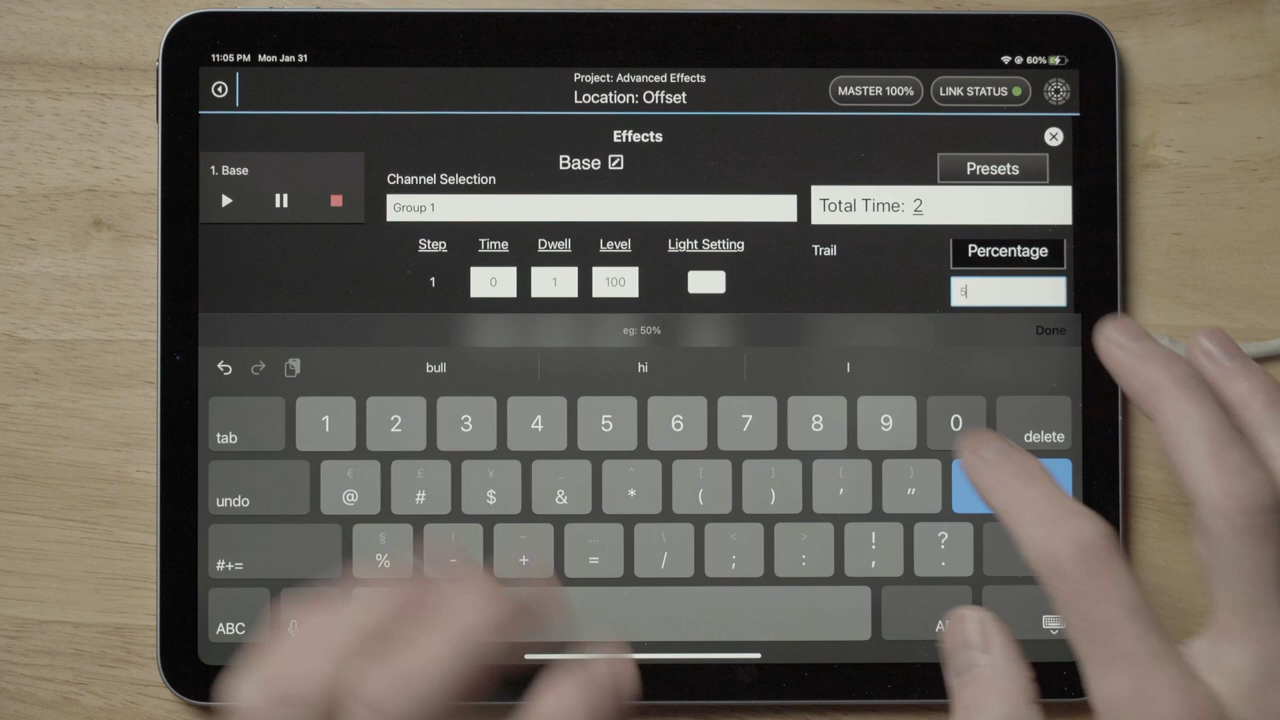 11:05 PM Mon Jan 31
60%
Project: Advanced Effects
Location: Offset
MASTER 100%
LINK STATUS
Effects
Base
1. Base
Presets
Channel Selection
Group 1
Total Time: 2
Step Time Dwell Level Light Setting
Trail
Percentage
1 0 1 100
5
eg: 50%
Done
bull hi I
tab 1 2 3 4 5 6 7 8 9 0 delete
€ £ ¥ _ ^ [ ] { }
undo @ # $ & * ( ) ' "
§ | ~ … \ < >
#+= % - + = / ; : ! , ? .
ABC